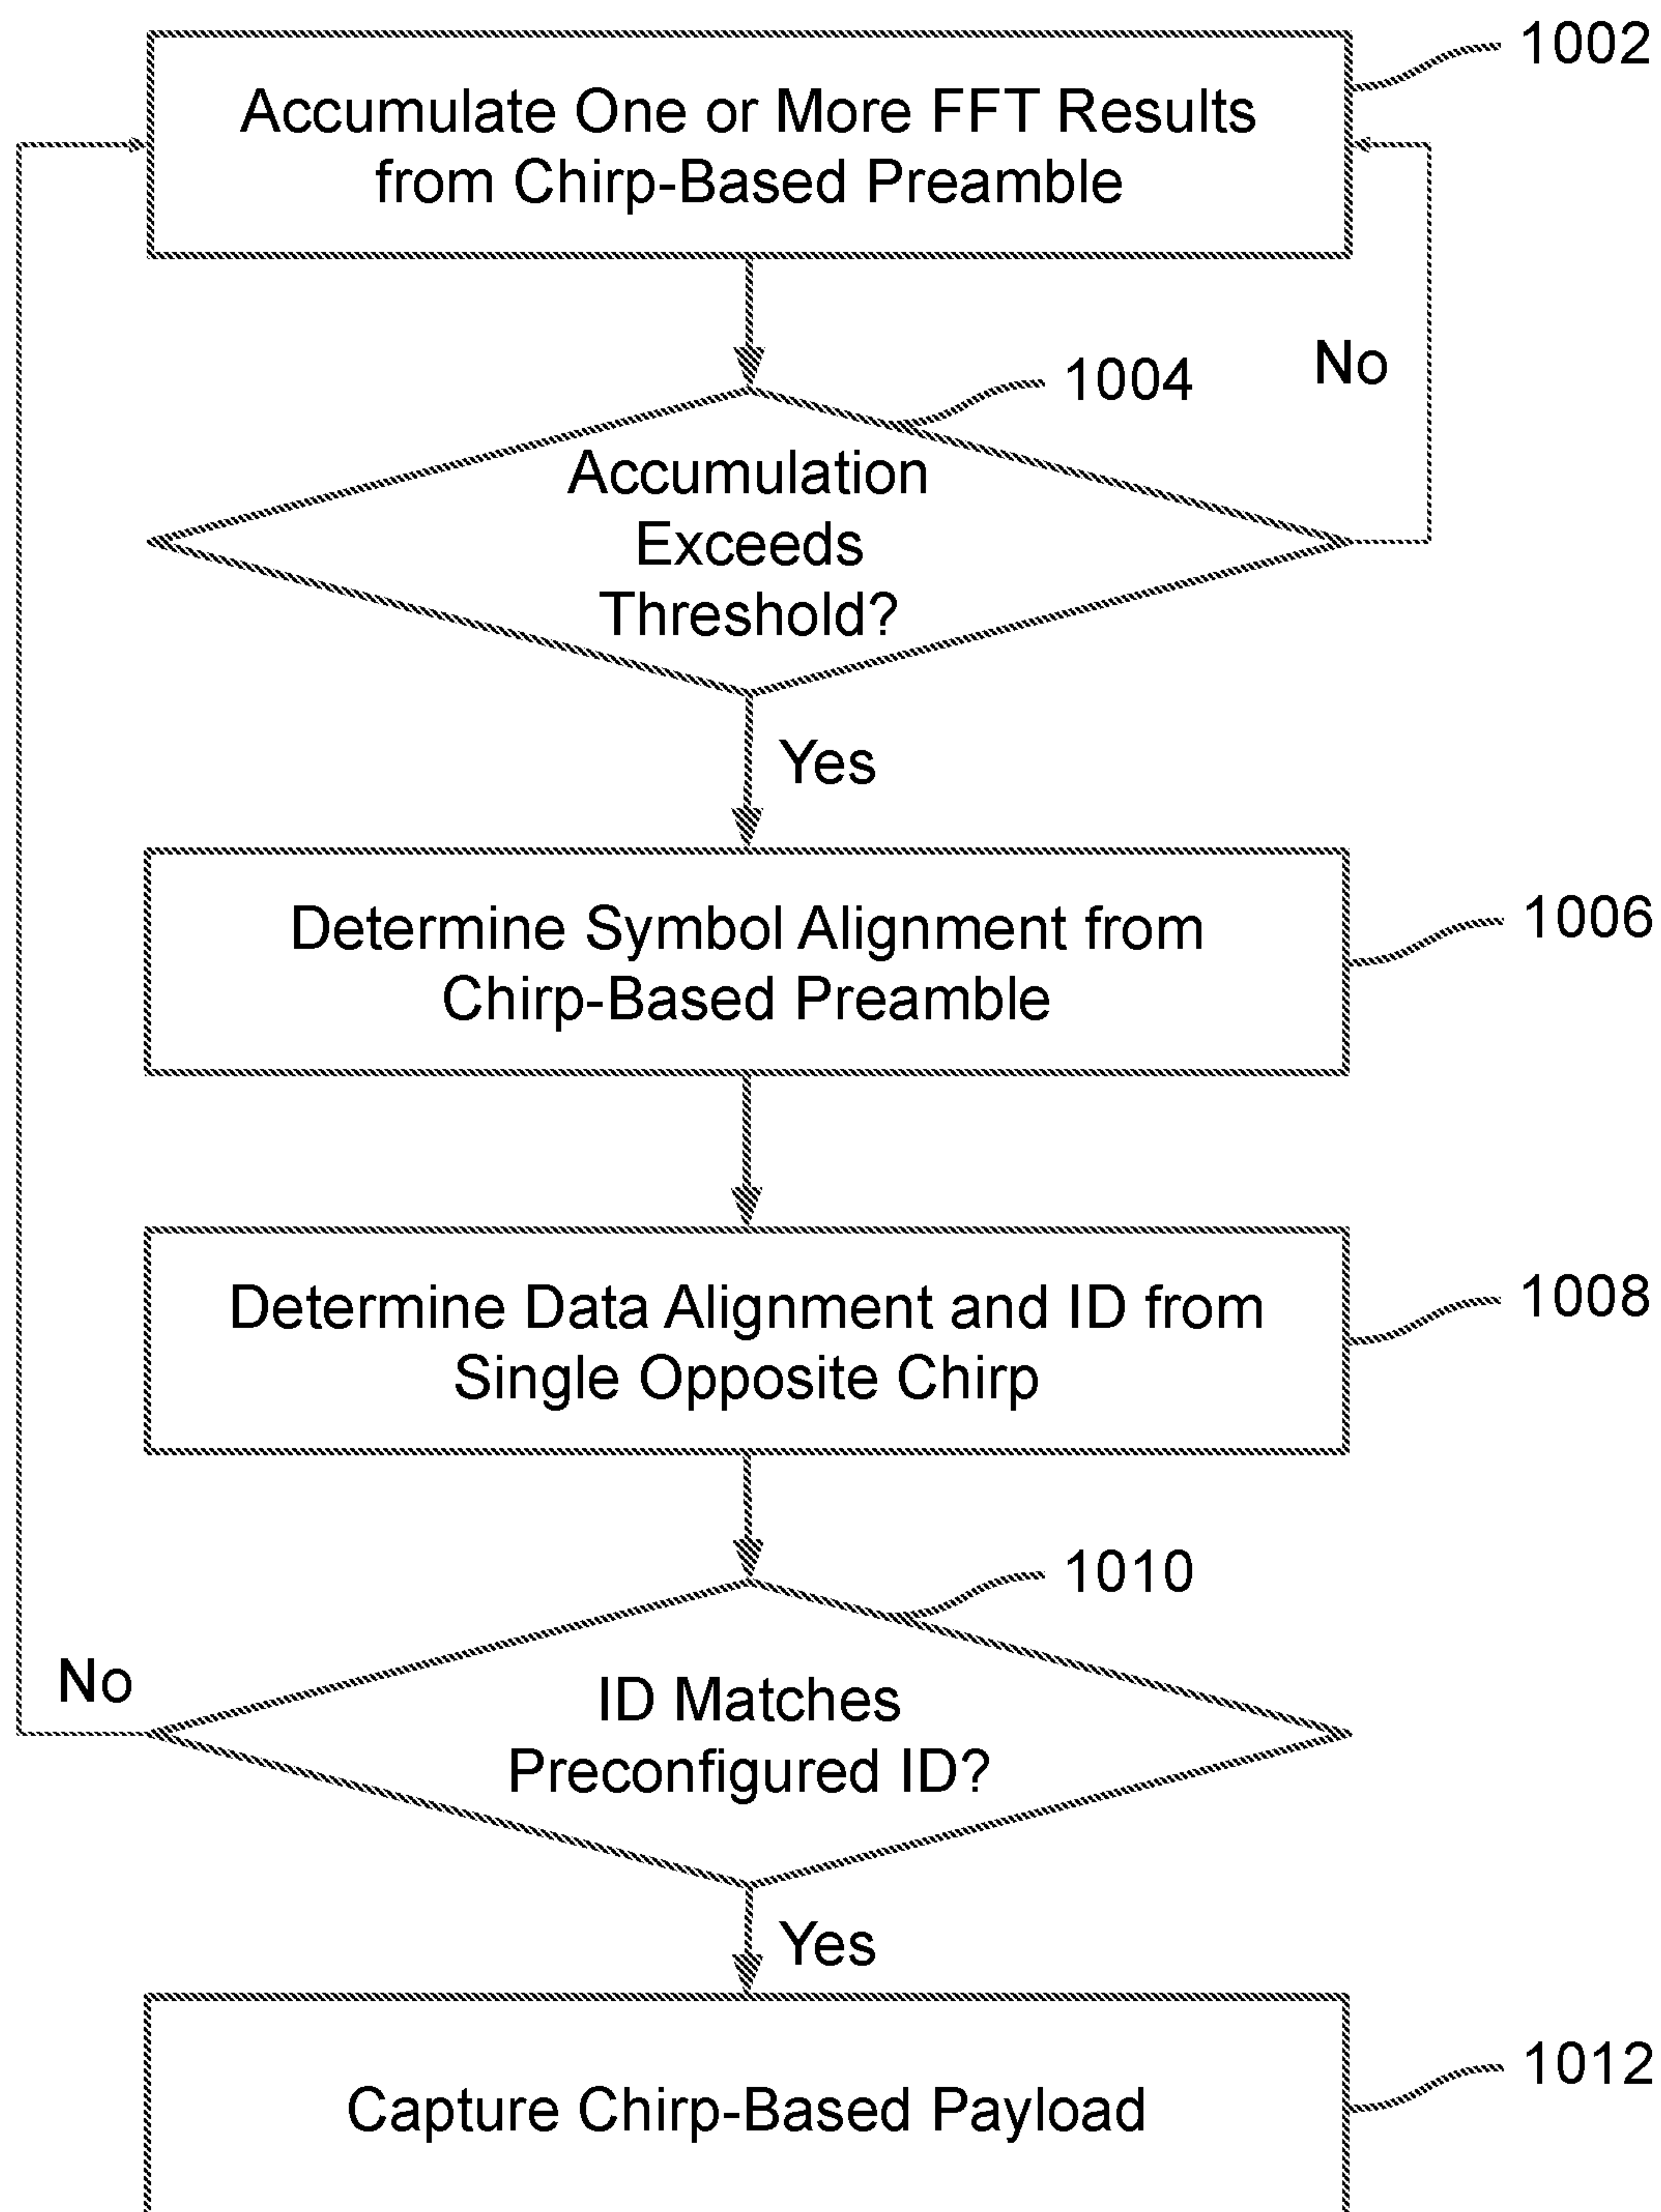 1002
Accumulate One or More FFT Results
from Chirp-Based Preamble
No
1004
Accumulation
Exceeds
Threshold?
Yes
Determine Symbol Alignment from
Chirp-Based Preamble
1006
Determine Data Alignment and ID from
Single Opposite Chirp
1008
1010
No
ID Matches
Preconfigured ID?
Yes
Capture Chirp-Based Payload
1012